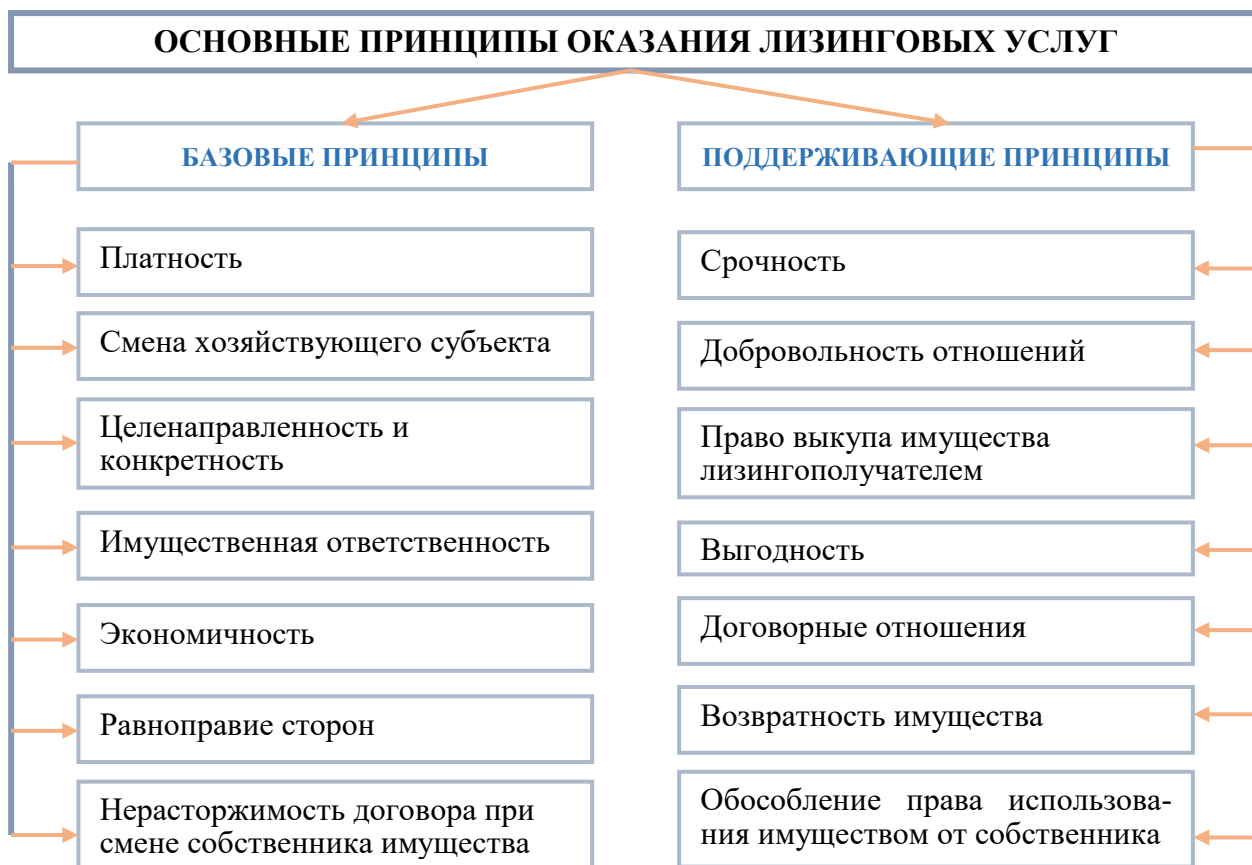 ОСНОВНЫЕ ПРИНЦИПЫ ОКАЗАНИЯ ЛИЗИНГОВЫХ УСЛУГ
БАЗОВЫЕ ПРИНЦИПЫ
Платность
Смена хозяйствующего субъекта
Целенаправленность и
конкретность
Имущественная ответственность
Экономичность
Равноправие сторон
Нерасторжимость договора при
смене собственника имущества
ПОДДЕРЖИВАЮЩИЕ ПРИНЦИПЫ
Срочность
Добровольность отношений
Право выкупа имущества
лизингополучателем
Выгодность
Договорные отношения
Возвратность имущества
Обособление права использова-
ния имуществом от собственника